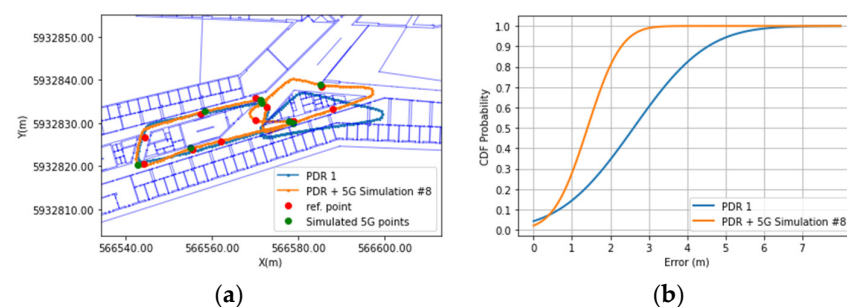 5932850.00
5932840.00
5932830.00
5932820.00
5932810.00
Y(m)
566540.00 566560.00 566580.00 566600.00
X(m)
PDR 1
PDR + 5G Simulation #8
ref. point
Simulated 5G points
(a)
1.0
0.9
0.8
0.7
0.6
0.5
0.4
0.3
0.2
0.1
0.0
CDF Probability
0 1 2 3 4 5 6 7
Error (m)
PDR 1
PDR + 5G Simulation #8
(b)